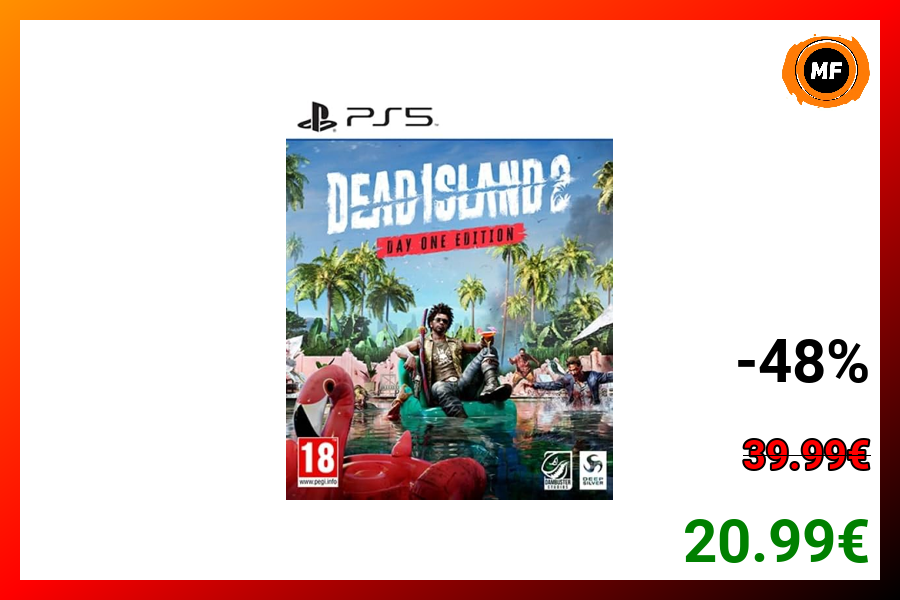 MF
PS5
DEAD ISLAND 2
DAY ONE EDITION
18
www.pegi.info
DAMBUSTER
STUDIOS
DEEP
SILVER
-48%
39.99€
20.99€